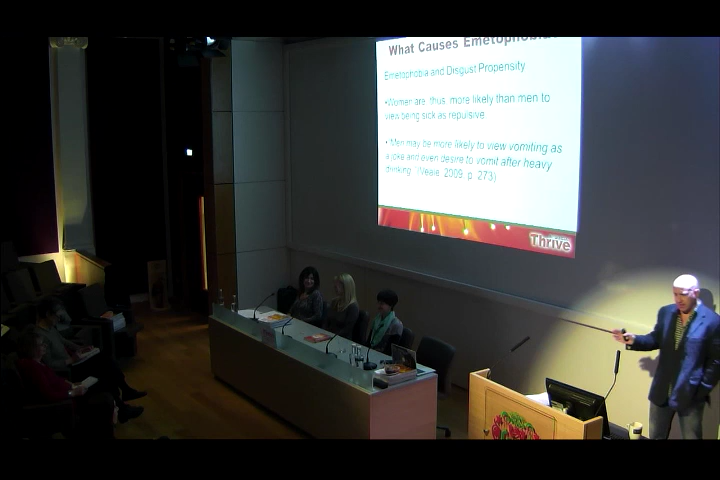 What Causes Emetophobia
Emetophobia and Disgust Propensity
•Women are thus more likely than men to
view being sick as repulsive
• "Men may be more likely to view vomiting as
a joke and even desire to vomit after heavy
drinking." (Veale, 2009, p. 273)
Thrive